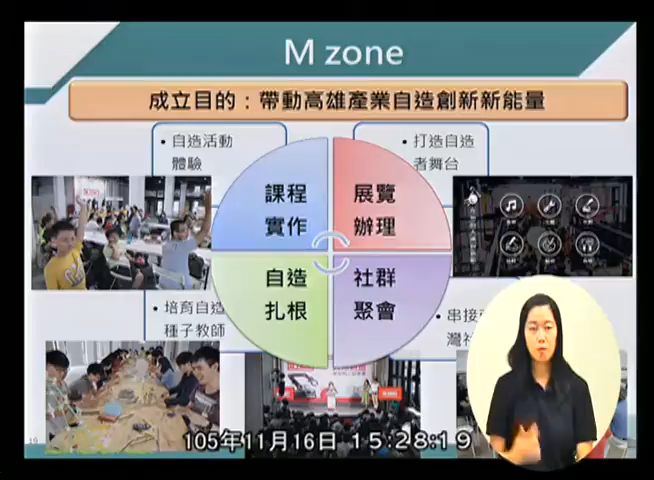 M zone
成立目的：帶動高雄產業自造創新新能量
• 自造活動
體驗
• 打造自造
者舞台
課程
實作
展覽
辦理
自造
扎根
社群
聚會
• 培育自造
種子教師
• 串接
灣社
105年11月16日 15:28:19